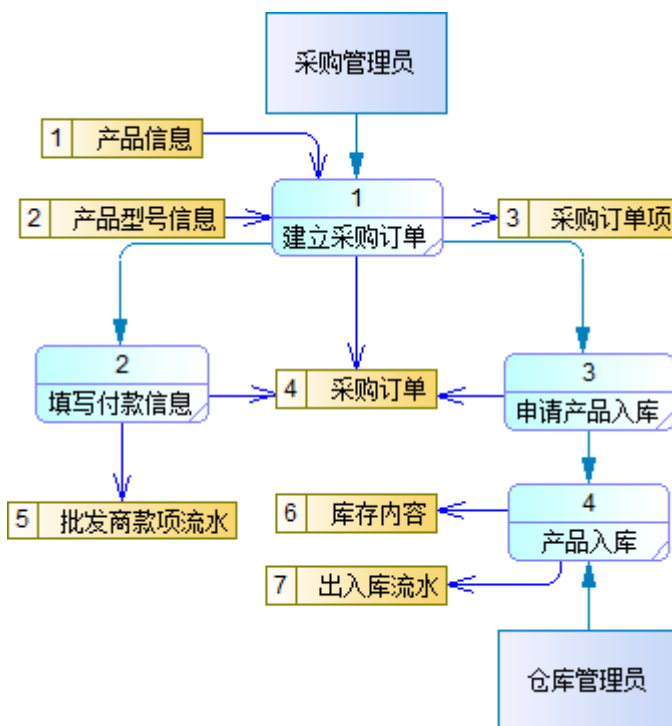 采购管理员
1 产品信息
1
建立采购订单
2 产品型号信息
3 采购订单项
2
填写付款信息
4 采购订单
3
申请产品入库
5 批发商款项流水
6 库存内容
4
产品入库
7 出入库流水
仓库管理员